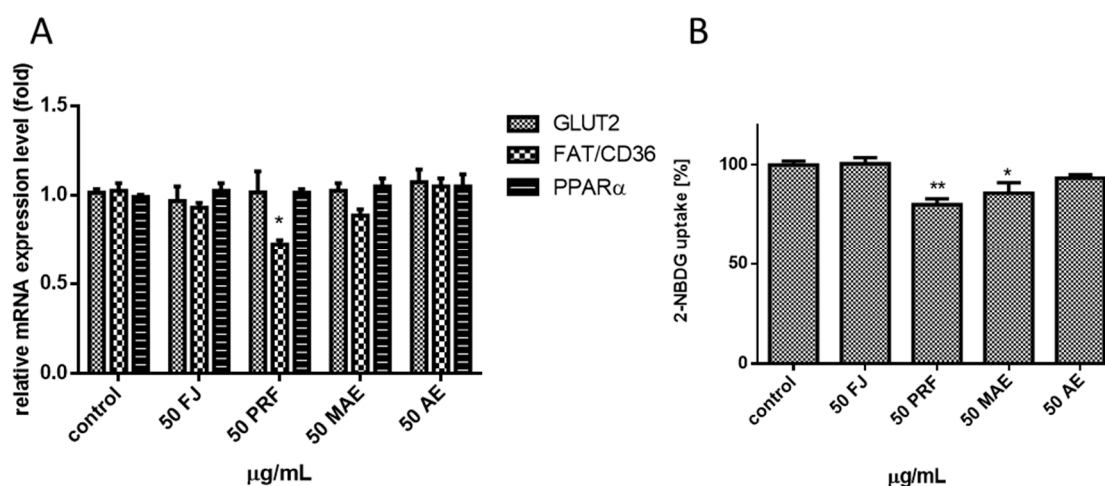 A
relative mRNA expression level (fold)
1.5
1.0
0.5
0.0
*
control
50 FJ
50 PRF
50 MAE
50 AE
μg/mL
GLUT2
FAT/CD36
PPARα
B
2-NBDG uptake [%]
100
50
0
**
*
control
50 FJ
50 PRF
50 MAE
50 AE
μg/mL